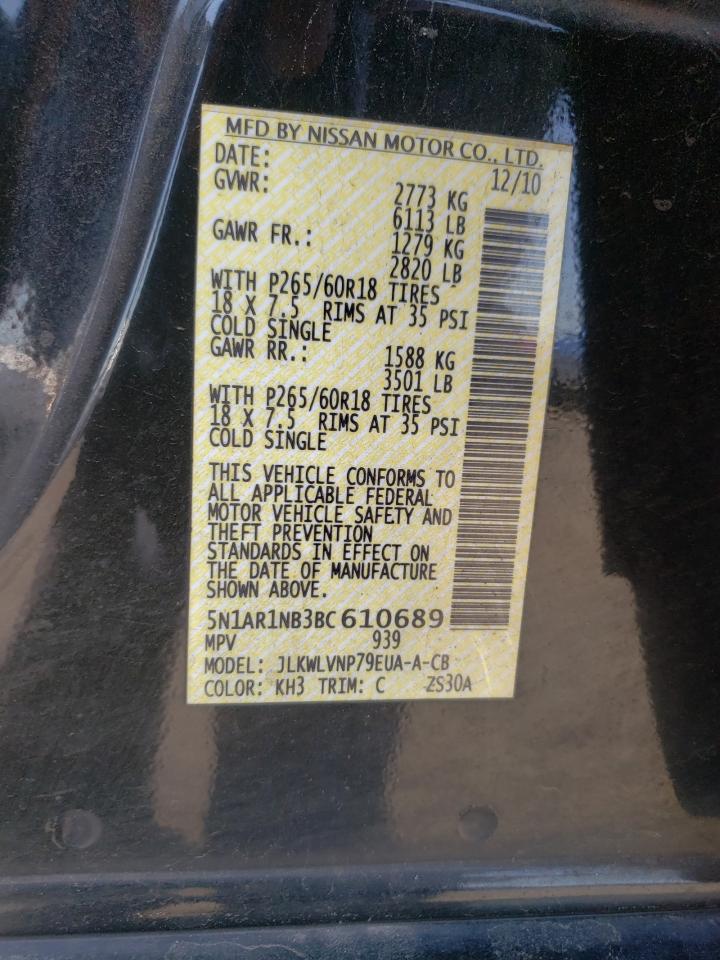 MFD BY NISSAN MOTOR CO., LTD.
DATE: 12/10
GVWR: 2773 KG
6113 LB
GAWR FR.: 1279 KG
2820 LB
WITH P265/60R18 TIRES
18 X 7.5 RIMS AT 35 PSI
COLD SINGLE
GAWR RR.: 1588 KG
3501 LB
WITH P265/60R18 TIRES
18 X 7.5 RIMS AT 35 PSI
COLD SINGLE
THIS VEHICLE CONFORMS TO
ALL APPLICABLE FEDERAL
MOTOR VEHICLE SAFETY AND
THEFT PREVENTION
STANDARDS IN EFFECT ON
THE DATE OF MANUFACTURE
SHOWN ABOVE.
5N1AR1NB3BC610689
MPV 939
MODEL: JLKWLVNP79EUA-A-CB
COLOR: KH3 TRIM: C ZS30A